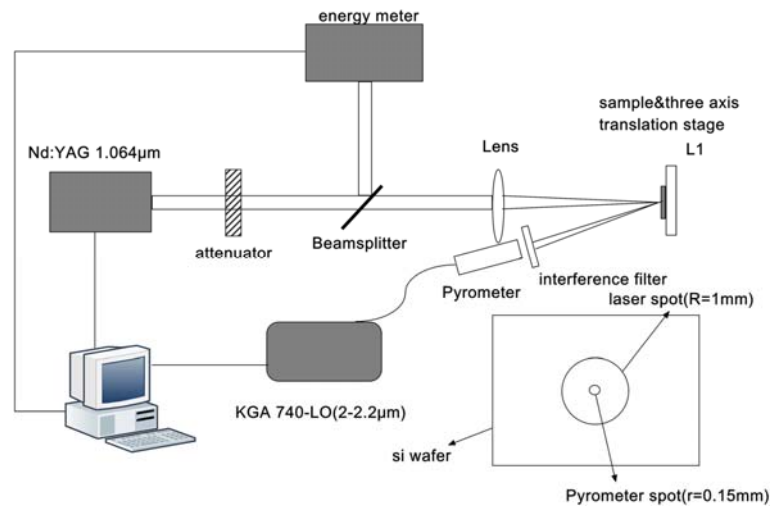 energy meter
sample&three axis
translation stage
L1
Nd:YAG 1.064μm
Lens
attenuator
Beamsplitter
Pyrometer
interference filter
laser spot(R=1mm)
KGA 740-LO(2-2.2μm)
si wafer
Pyrometer spot(r=0.15mm)